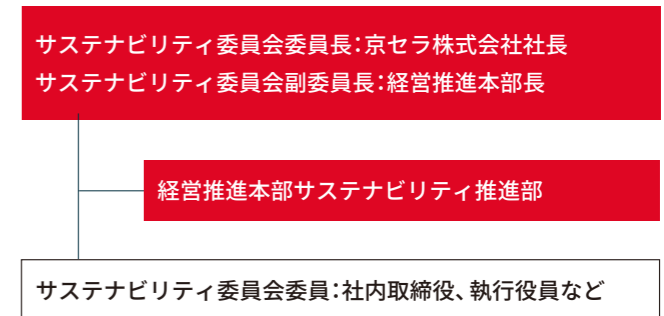 サステナビリティ委員会委員長：京セラ株式会社社長
サステナビリティ委員会副委員長：経営推進本部長
経営推進本部サステナビリティ推進部
サステナビリティ委員会委員：社内取締役、執行役員など